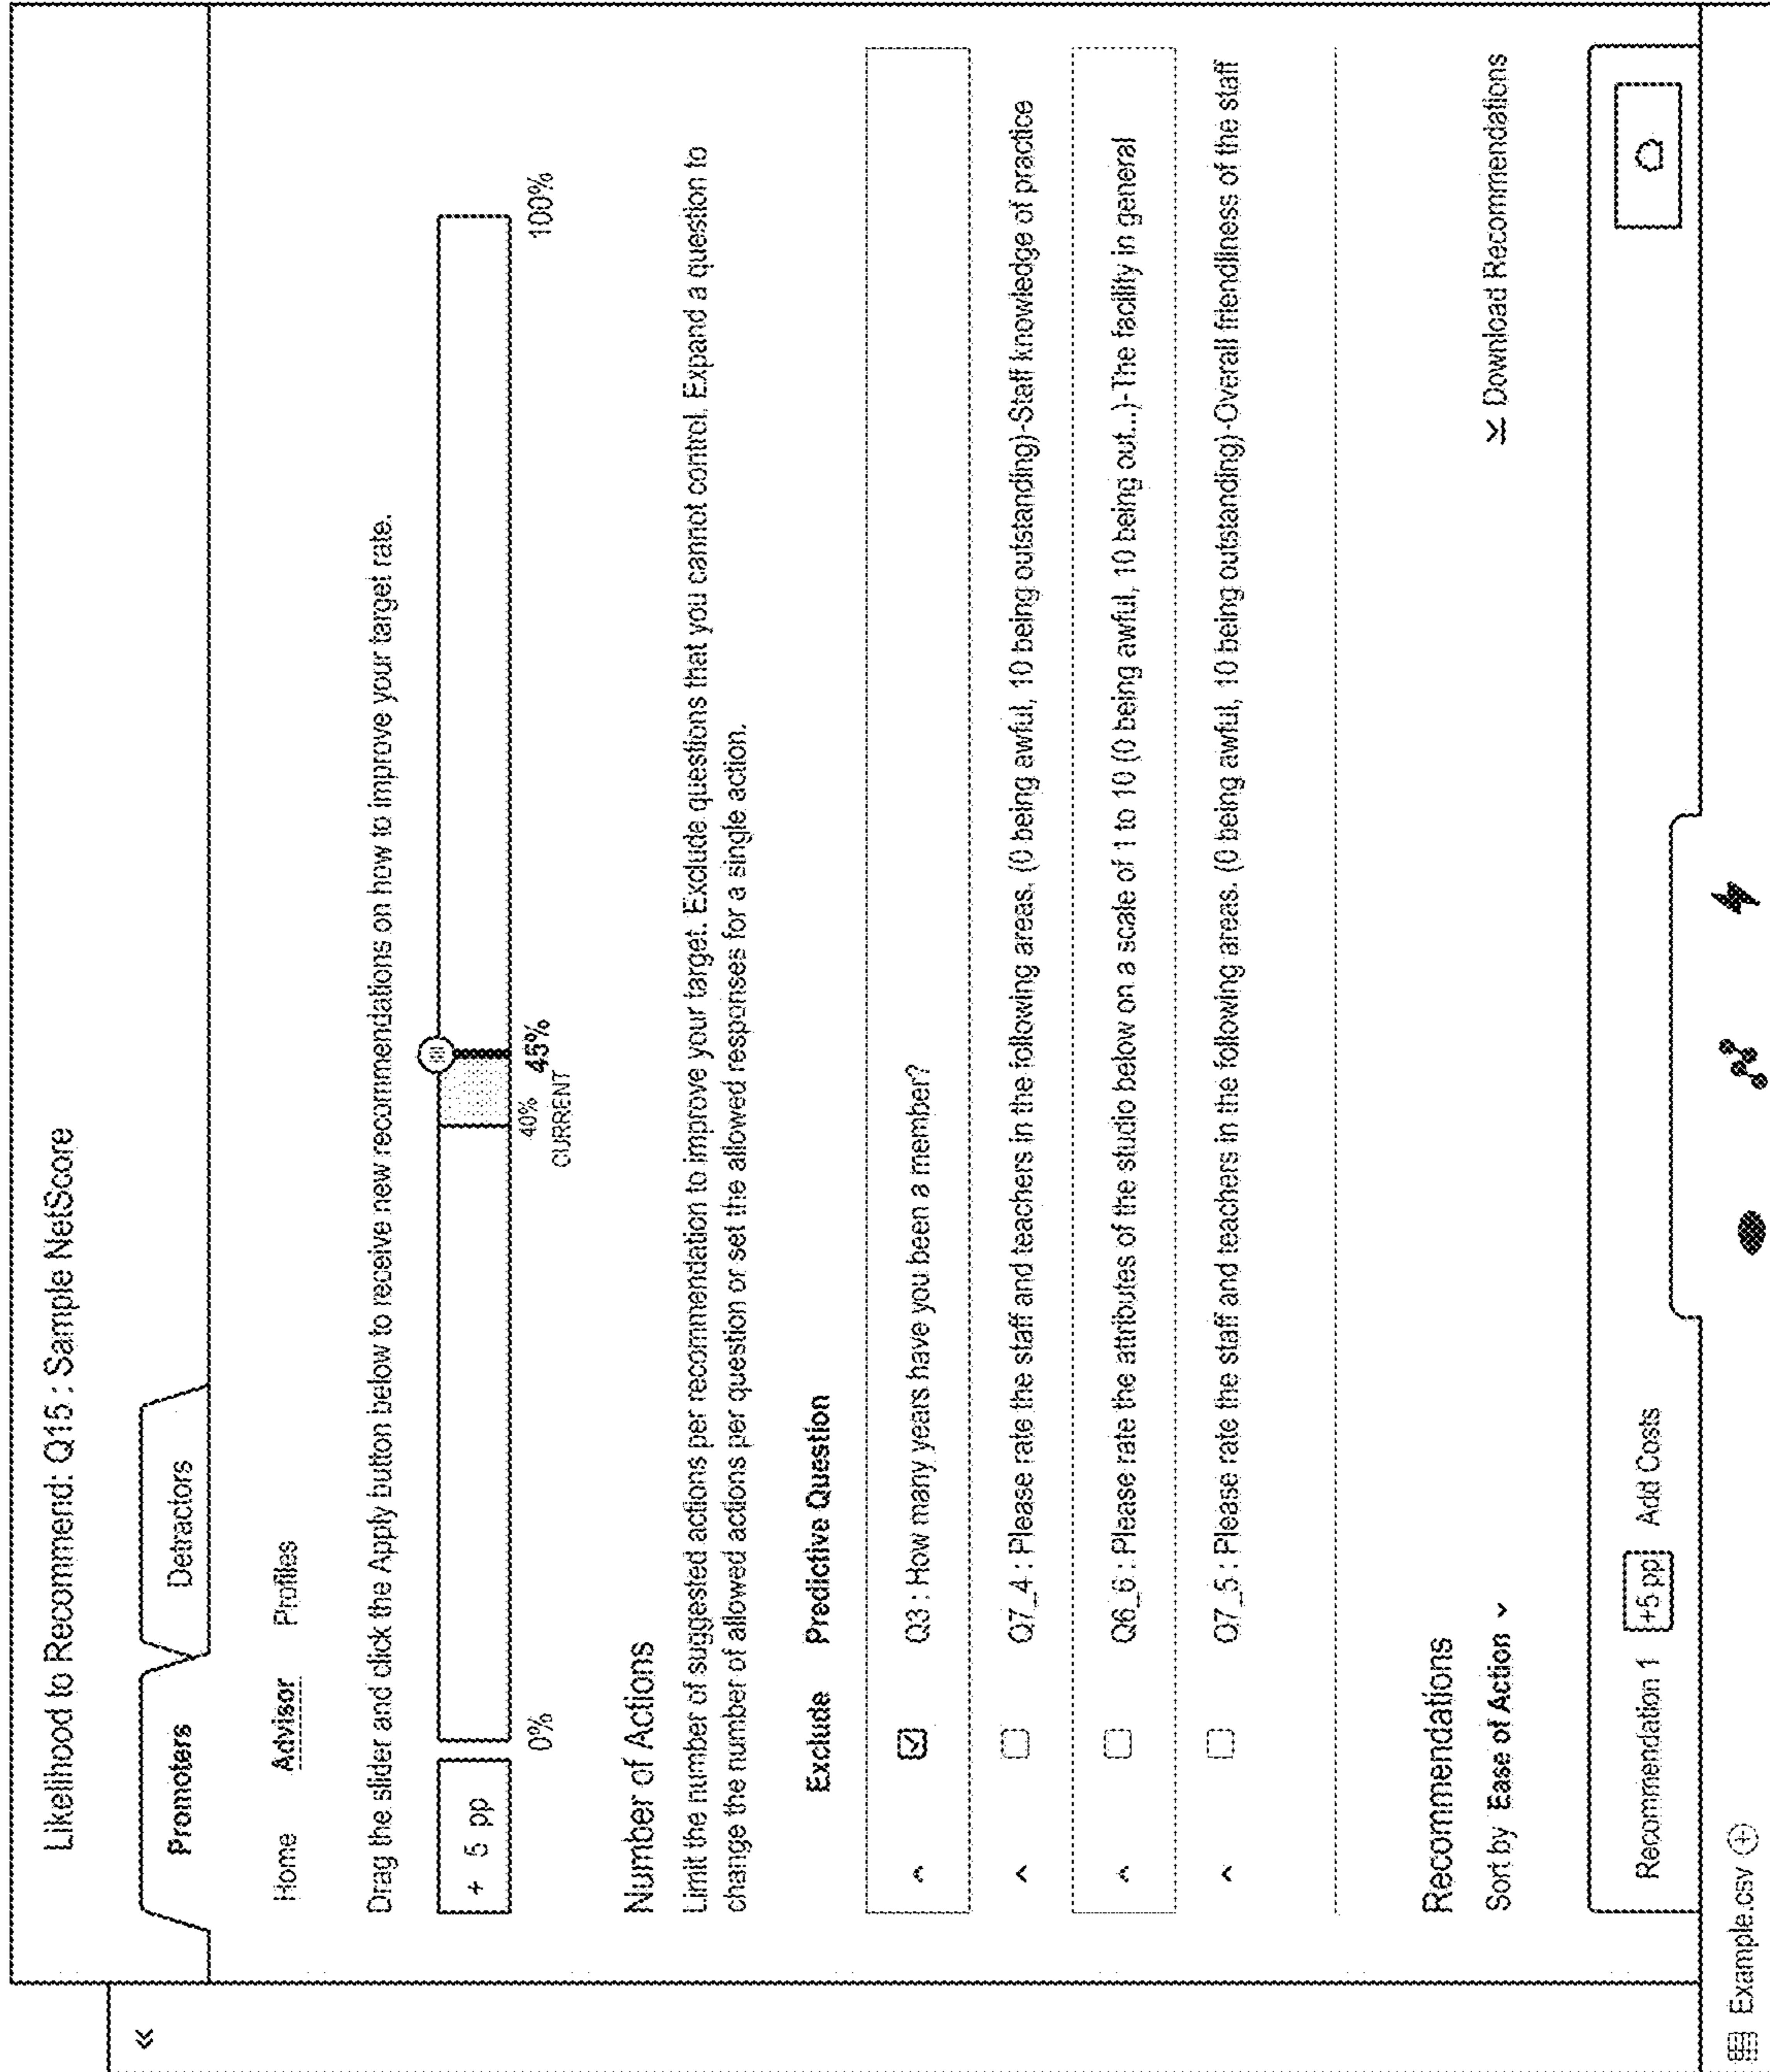 Likelihood to Recommend: Q15 : Sample NetScore
Promoters
Detractors
Home
Advisor
Profiles
Drag the slider and click the Apply button below to receive new recommendations on how to improve your target rate.
+ 5 pp
0%
40%
CURRENT
45%
100%
Number of Actions
Limit the number of suggested actions per recommendation to improve your target. Exclude questions that you cannot control. Expand a question to
change the number of allowed actions per question or set the allowed responses for a single action.
Exclude
Predictive Question
Q3 : How many years have you been a member?
Q7_4 : Please rate the staff and teachers in the following areas. (0 being awful, 10 being outstanding)-Staff knowledge of practice
Q6_6 : Please rate the attributes of the studio below on a scale of 1 to 10 (0 being awful, 10 being out...)-The facility in general
Q7_5 : Please rate the staff and teachers in the following areas. (0 being awful, 10 being outstanding)-Overall friendliness of the staff
Recommendations
Sort by Ease of Action
Download Recommendations
Recommendation 1
+5 pp
Add Costs
Example.csv